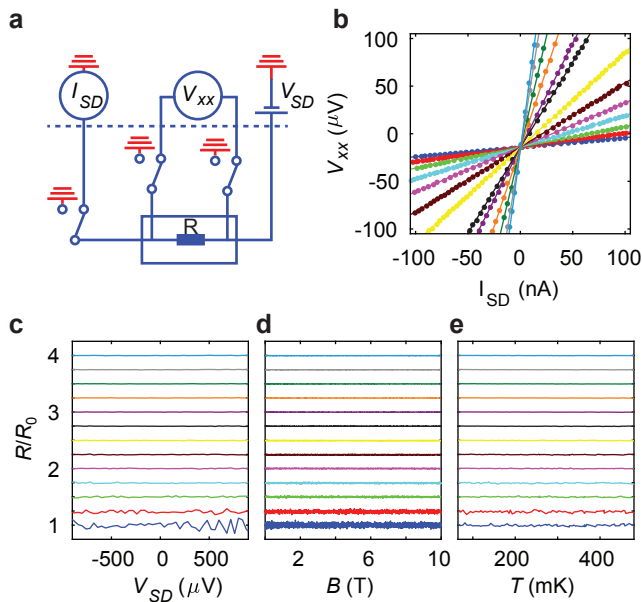 a
I_SD
V_xx
V_SD
R
b
100
50
0
-50
-100
V_xx (μV)
-100 -50 0 50 100
I_SD (nA)
c
d
e
4
3
2
1
R/R_0
-500 0 500
V_SD (μV)
2 6 10
B (T)
200 400
T (mK)